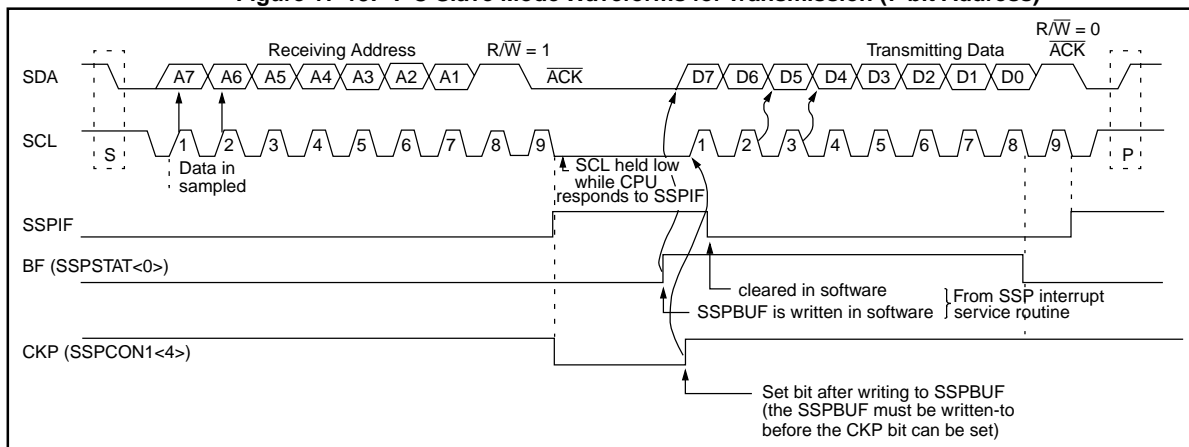 Figure 17-13: I²C Slave Mode Waveforms for Transmission (7-bit Address)
R/W = 0
Receiving Address R/W = 1 Transmitting Data ACK
SDA A7 A6 A5 A4 A3 A2 A1 ACK D7 D6 D5 D4 D3 D2 D1 D0
SCL S 1 2 3 4 5 6 7 8 9 1 2 3 4 5 6 7 8 9 P
Data in
sampled
SCL held low
while CPU
responds to SSPIF
SSPIF
BF (SSPSTAT<0>)
cleared in software
SSPBUF is written in software
From SSP interrupt
service routine
CKP (SSPCON1<4>)
Set bit after writing to SSPBUF
(the SSPBUF must be written-to
before the CKP bit can be set)